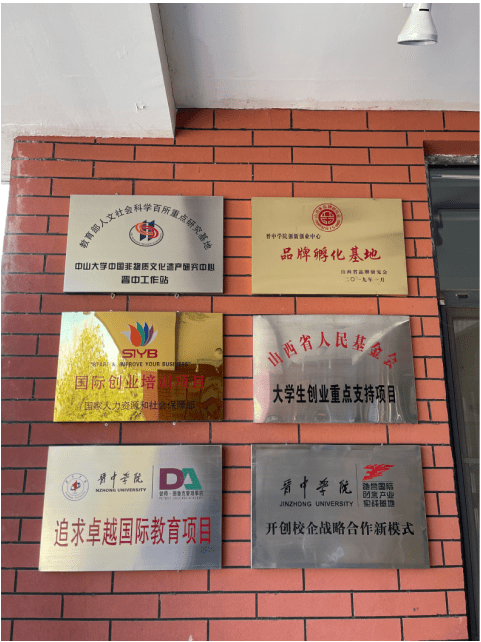 教育部人文社会科学百所重点研究基地
中山大学中国非物质文化遗产研究中心
晋中工作站
晋中学院创新创业中心
品牌孵化基地
山西省品牌研究会
二〇一九年一月
SIYB
IMPROVE YOUR BUSINESS
国际创业培训项目
国家人力资源和社会保障部
山西省人民基金会
大学生创业重点支持项目
晋中学院
JINZHONG UNIVERSITY
DA
追求卓越国际教育项目
晋中学院
JINZHONG UNIVERSITY
开创校企战略合作新模式